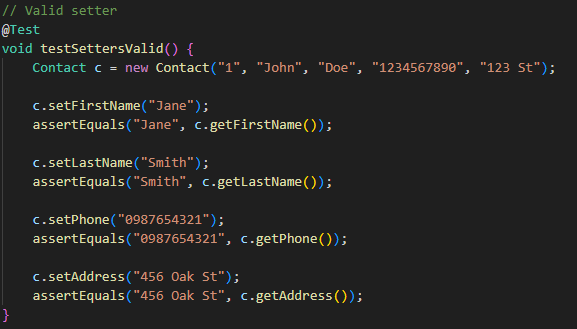 // Valid setter
@Test
void testSettersValid() {
    Contact c = new Contact("1", "John", "Doe", "1234567890", "123 St");
    c.setFirstName("Jane");
    assertEquals("Jane", c.getFirstName());
    c.setLastName("Smith");
    assertEquals("Smith", c.getLastName());
    c.setPhone("0987654321");
    assertEquals("0987654321", c.getPhone());
    c.setAddress("456 Oak St");
    assertEquals("456 Oak St", c.getAddress());
}